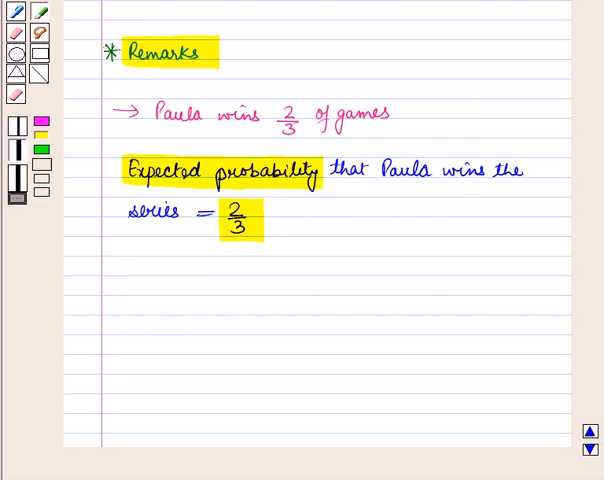 * Remarks
→ Paula wins 2/3 of games
Expected probability that Paula wins the
series = 2/3